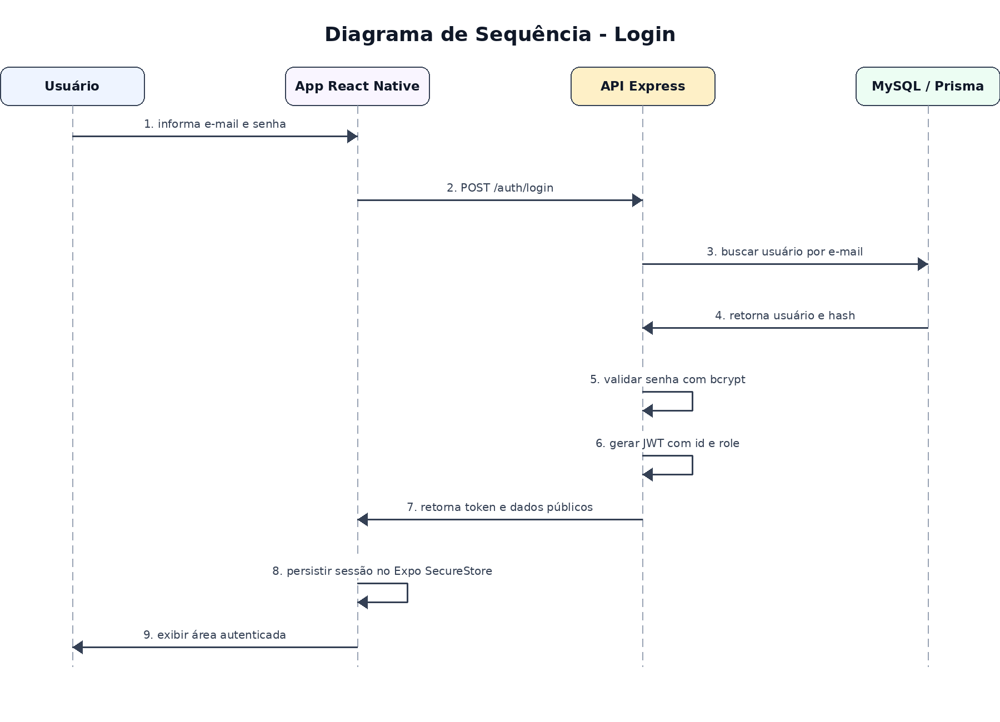 Diagrama de Sequência - Login
Usuário
App React Native
API Express
MySQL / Prisma
1. informa e-mail e senha
2. POST /auth/login
3. buscar usuário por e-mail
4. retorna usuário e hash
5. validar senha com bcrypt
6. gerar JWT com id e role
7. retorna token e dados públicos
8. persistir sessão no Expo SecureStore
9. exibir área autenticada